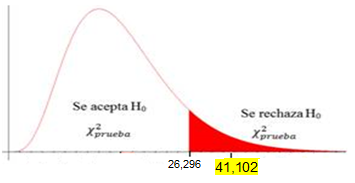 Se acepta H₀
χ²prueba
Se rechaza H₀
χ²prueba
26,296
41,102